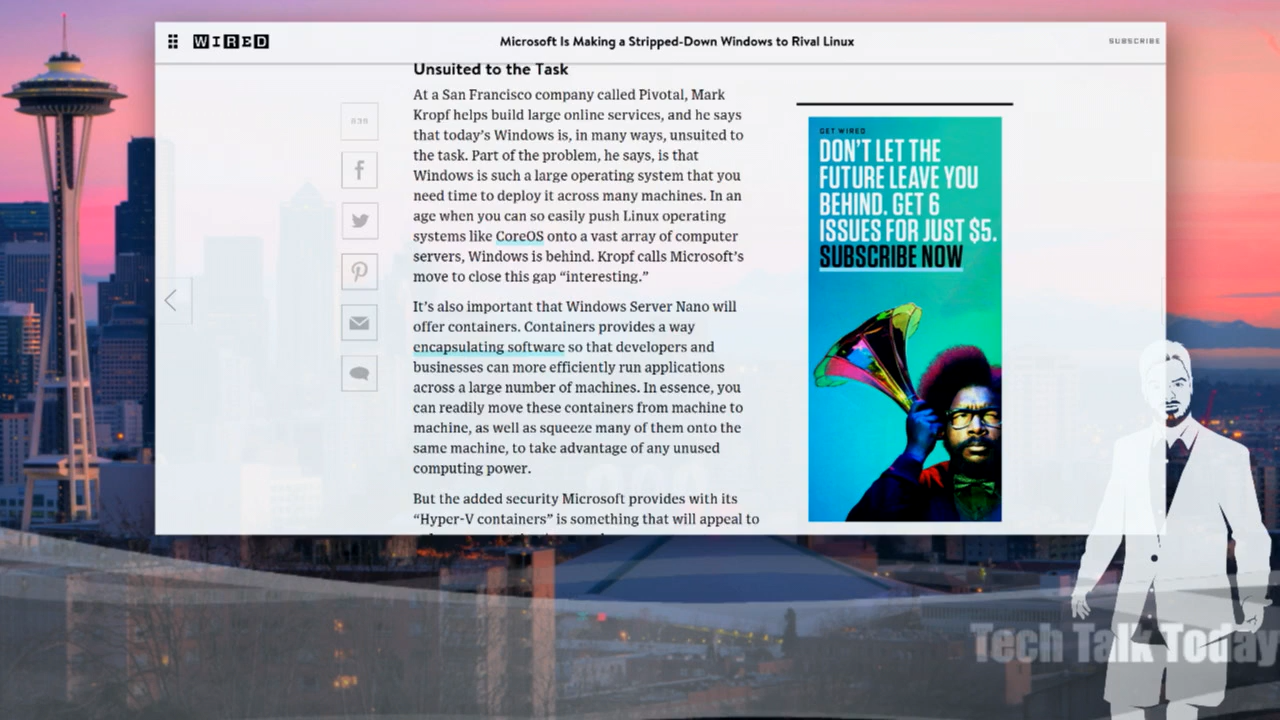 WIRED
Microsoft Is Making a Stripped-Down Windows to Rival Linux
SUBSCRIBE
Unsuited to the Task
At a San Francisco company called Pivotal, Mark
Kropf helps build large online services, and he says
that today's Windows is, in many ways, unsuited to
the task. Part of the problem, he says, is that
Windows is such a large operating system that you
need time to deploy it across many machines. In an
age when you can so easily push Linux operating
systems like CoreOS onto a vast array of computer
servers, Windows is behind. Kropf calls Microsoft's
move to close this gap “interesting.”
It's also important that Windows Server Nano will
offer containers. Containers provides a way
encapsulating software so that developers and
businesses can more efficiently run applications
across a large number of machines. In essence, you
can readily move these containers from machine to
machine, as well as squeeze many of them onto the
same machine, to take advantage of any unused
computing power.
But the added security Microsoft provides with its
“Hyper-V containers” is something that will appeal to
GET WIRED
DON'T LET THE
FUTURE LEAVE YOU
BEHIND. GET 6
ISSUES FOR JUST $5.
SUBSCRIBE NOW
Tech Talk Today